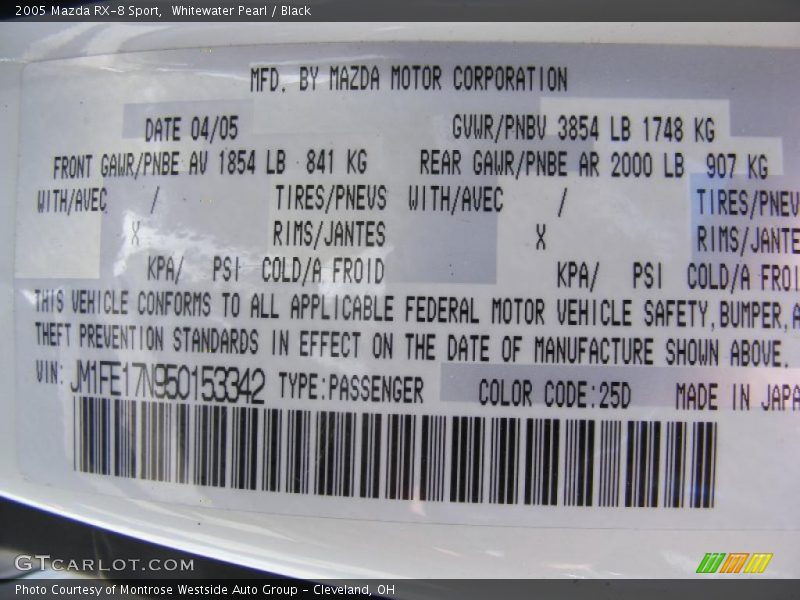 2005 Mazda RX-8 Sport, Whitewater Pearl / Black
MFD. BY MAZDA MOTOR CORPORATION
DATE 04/05 GVWR/PNBV 3854 LB 1748 KG
FRONT GAWR/PNBE AV 1854 LB 841 KG REAR GAWR/PNBE AR 2000 LB 907 KG
WITH/AVEC / TIRES/PNEUS WITH/AVEC / TIRES/PNEU
X RIMS/JANTES X RIMS/JANTE
KPA/ PSI COLD/A FROID KPA/ PSI COLD/A FROI
THIS VEHICLE CONFORMS TO ALL APPLICABLE FEDERAL MOTOR VEHICLE SAFETY, BUMPER, A
THEFT PREVENTION STANDARDS IN EFFECT ON THE DATE OF MANUFACTURE SHOWN ABOVE.
VIN: JM1FE17N950153342 TYPE:PASSENGER COLOR CODE:25D MADE IN JAPA
GTCARLOT.COM
Photo Courtesy of Montrose Westside Auto Group - Cleveland, OH